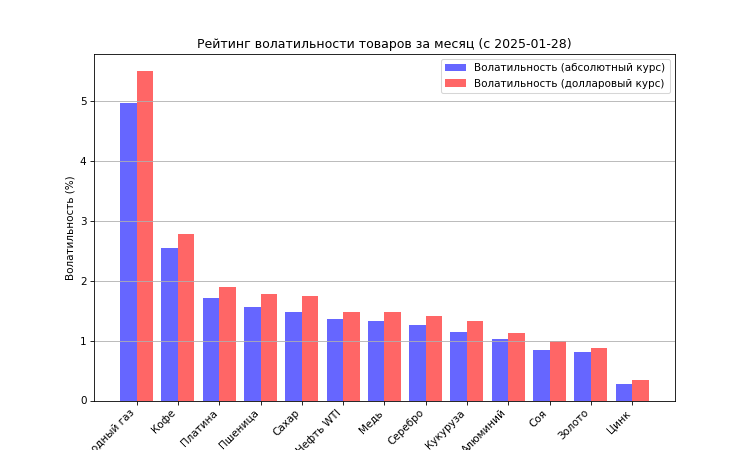 Рейтинг волатильности товаров за месяц (с 2025-01-28)
Волатильность (абсолютный курс)
Волатильность (долларовый курс)
Волатильность (%)
5
4
3
2
1
0
одный газ
Кофе
Платина
Пшеница
Сахар
Нефть WTI
Медь
Серебро
Кукуруза
Алюминий
Соя
Золото
Цинк